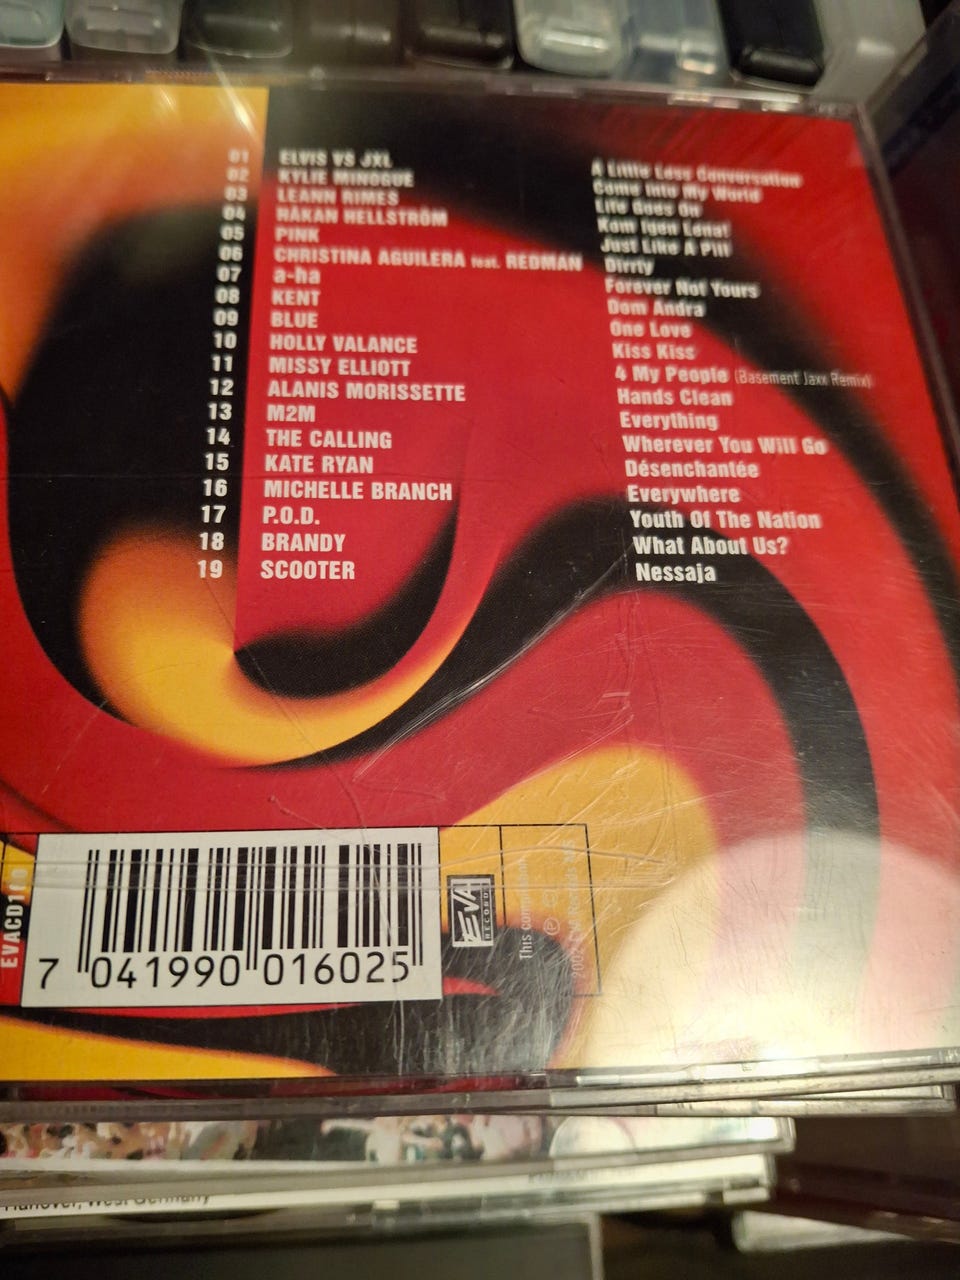 01 ELVIS VS JXL A Little Less Conversation
02 KYLIE MINOGUE Come Into My World
03 LEANN RIMES Life Goes On
04 HÅKAN HELLSTRÖM Kom Igen Lena!
05 PINK Just Like A Pill
06 CHRISTINA AGUILERA feat. REDMAN Dirrty
07 a-ha Forever Not Yours
08 KENT Dom Andra
09 BLUE One Love
10 HOLLY VALANCE Kiss Kiss
11 MISSY ELLIOTT 4 My People (Basement Jaxx Remix)
12 ALANIS MORISSETTE Hands Clean
13 M2M Everything
14 THE CALLING Wherever You Will Go
15 KATE RYAN Désenchantée
16 MICHELLE BRANCH Everywhere
17 P.O.D. Youth Of The Nation
18 BRANDY What About Us?
19 SCOOTER Nessaja
7 041990 016025
EVA
RECORDS
This
West Germany